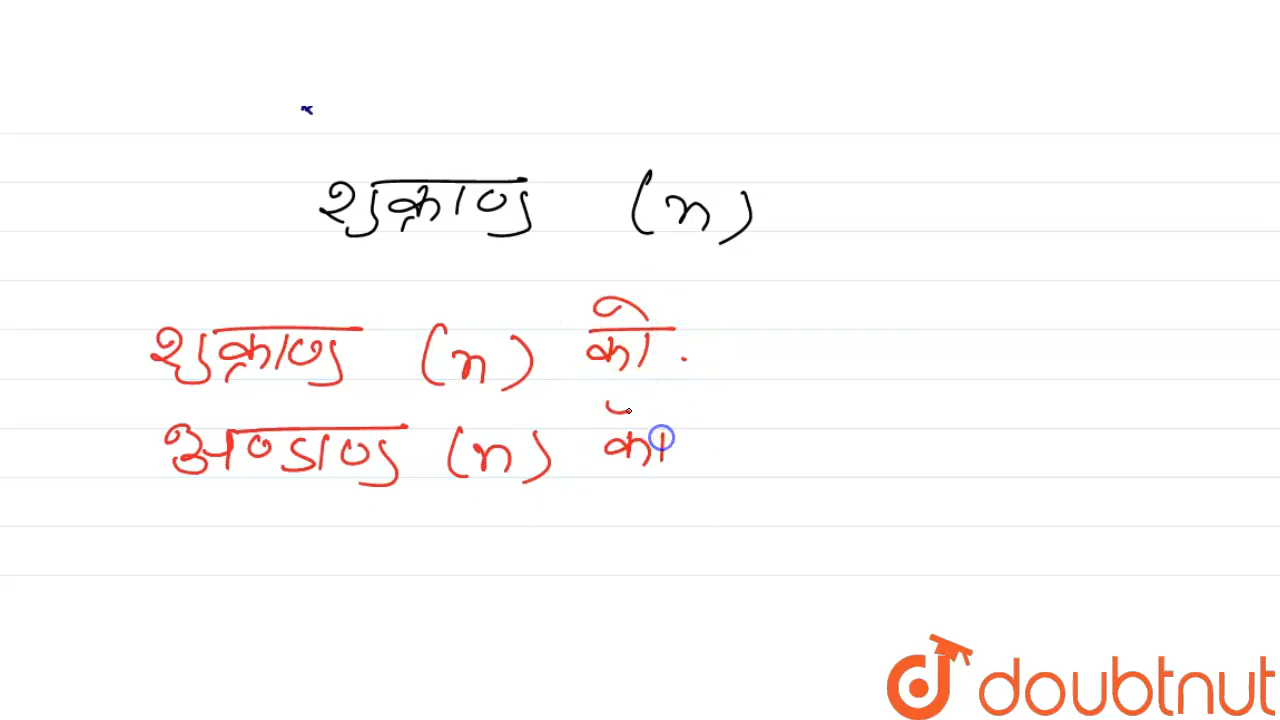 शुक्राणु (n)
शुक्राणु (n) को.
अण्डाणु (n) को
doubtnut